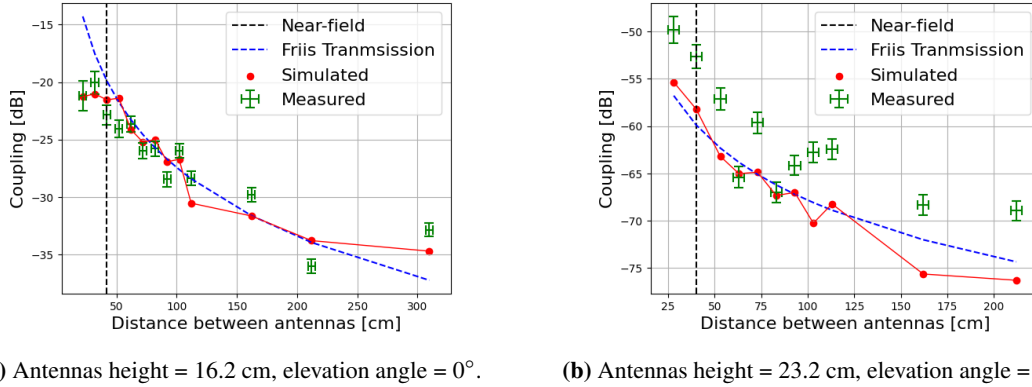 −15
−20
−25
−30
−35
Coupling [dB]
50 100 150 200 250 300
Distance between antennas [cm]
Near-field
Friis Tranmsission
Simulated
Measured
) Antennas height = 16.2 cm, elevation angle = 0°.
−50
−55
−60
−65
−70
−75
Coupling [dB]
25 50 75 100 125 150 175 200
Distance between antennas [cm]
Near-field
Friis Tranmsission
Simulated
Measured
(b) Antennas height = 23.2 cm, elevation angle =